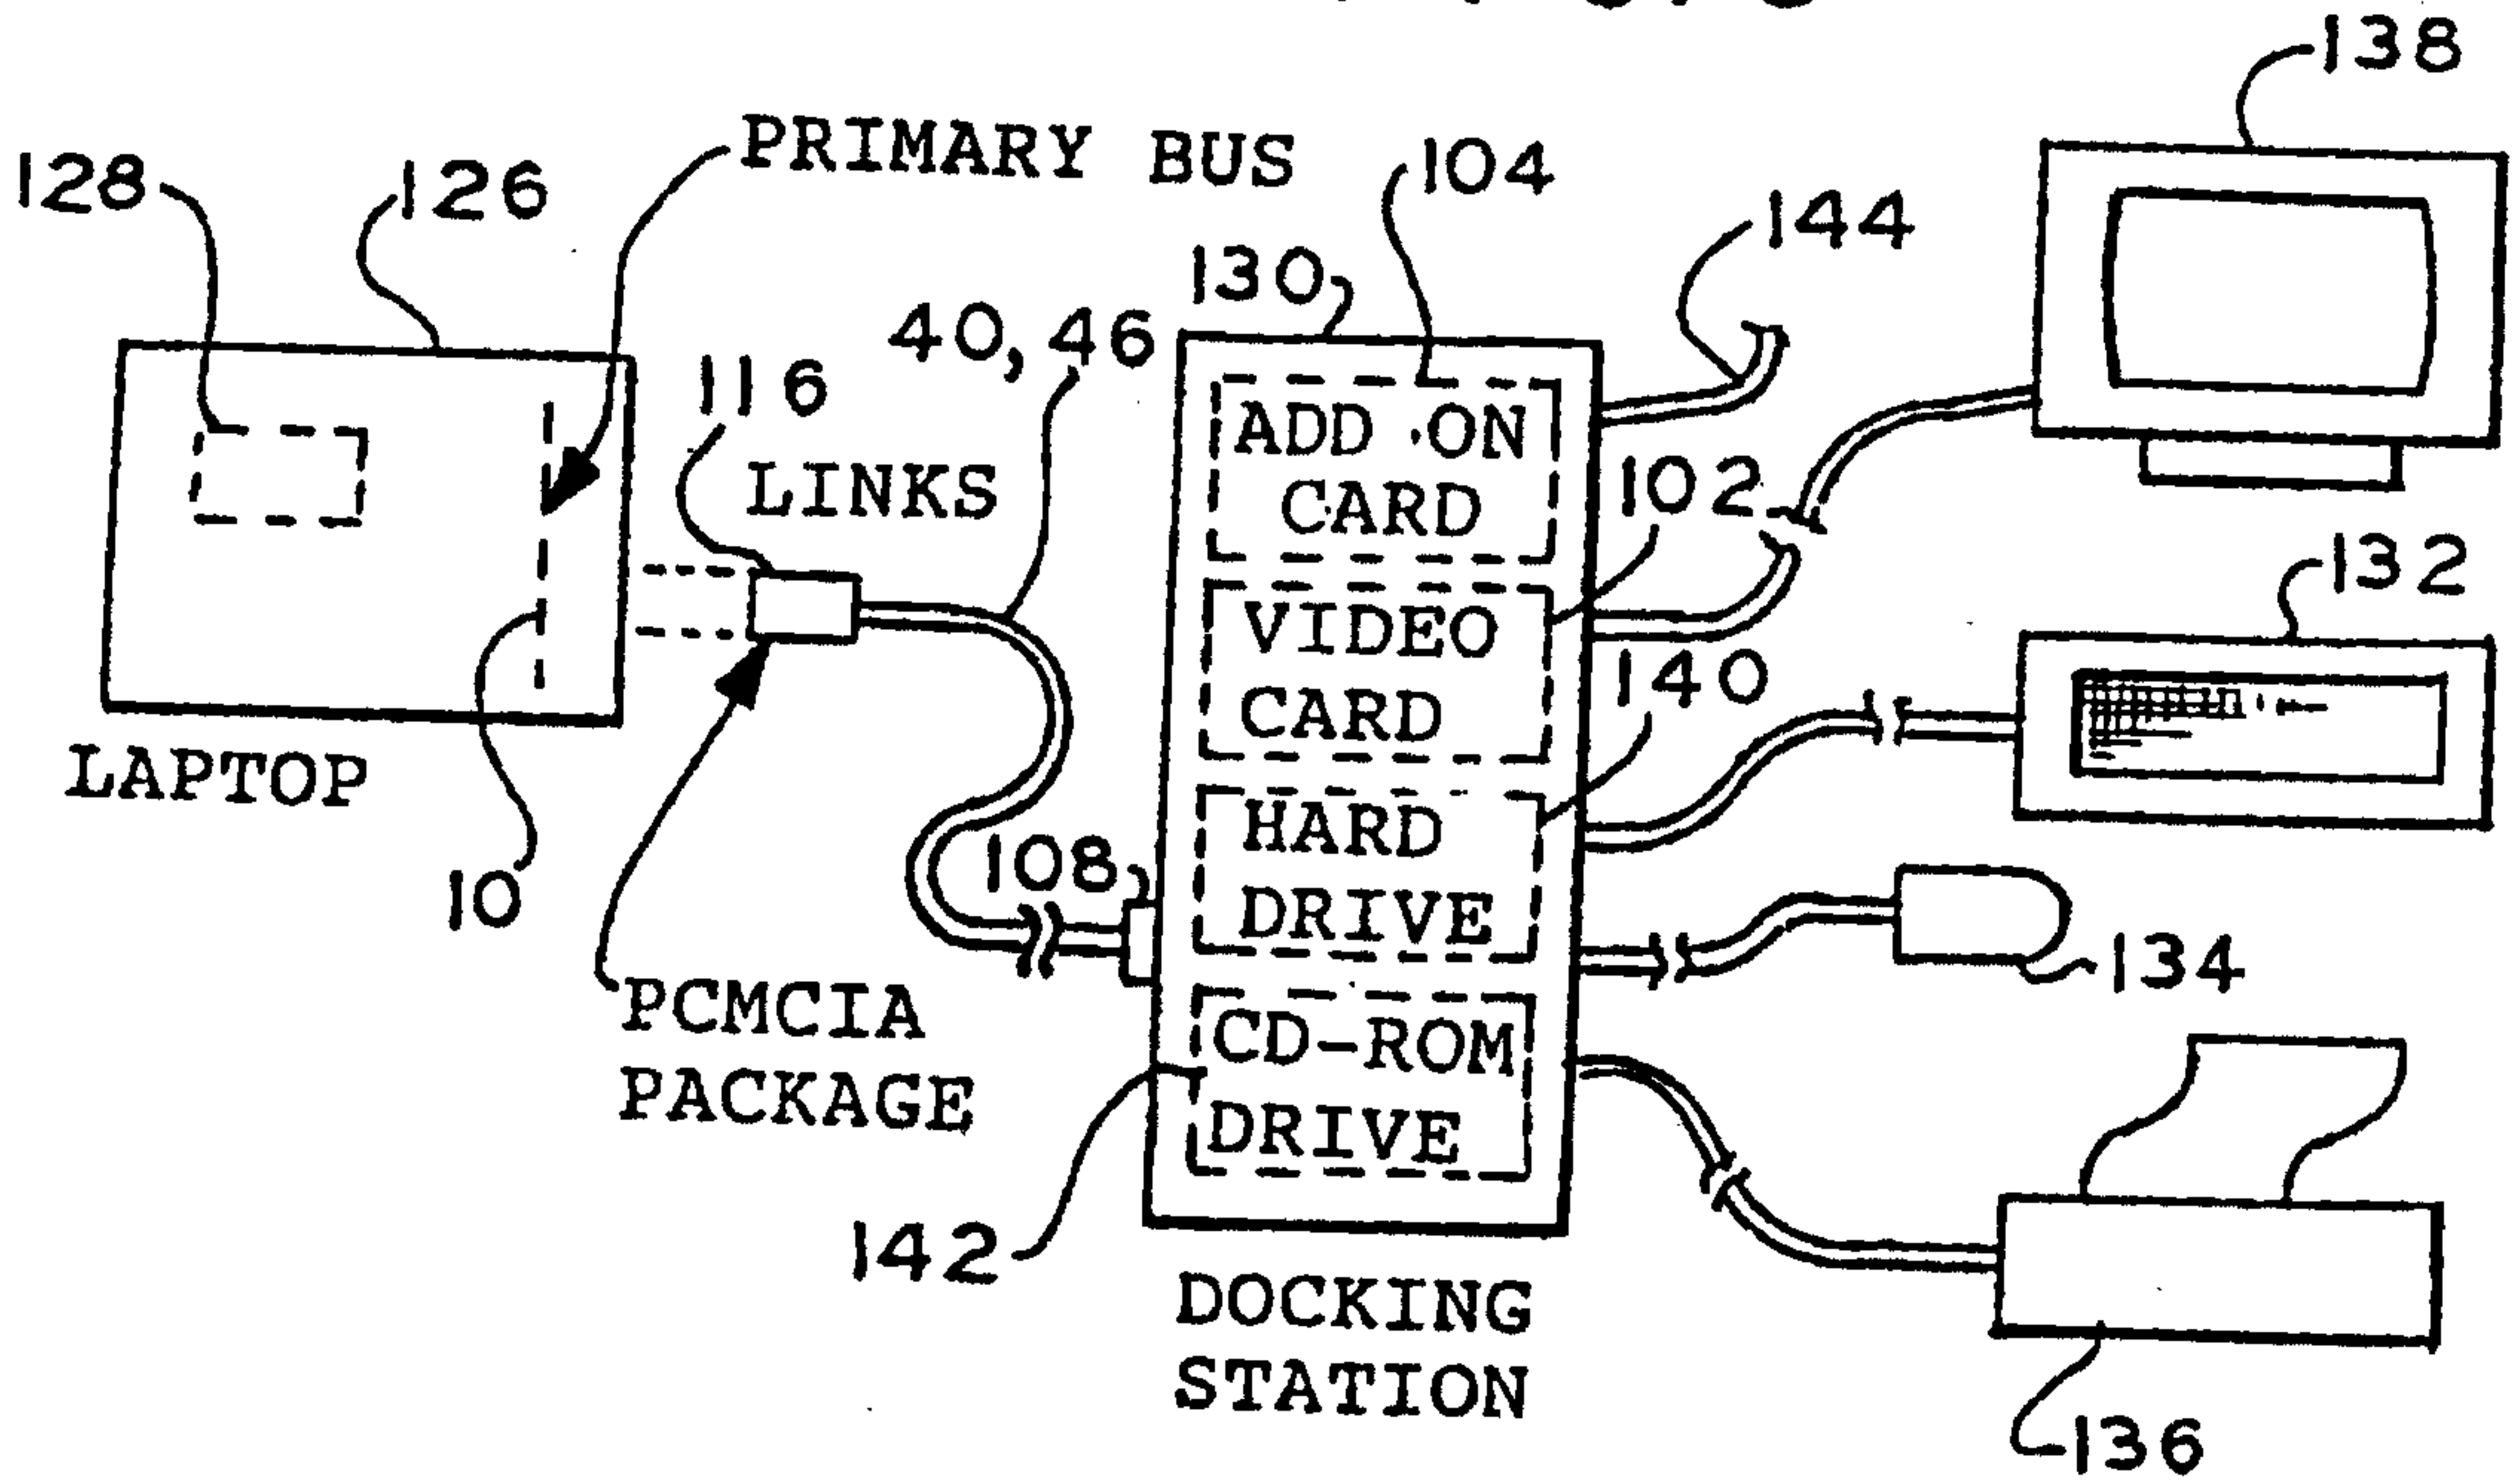 138
PRIMARY BUS
128
126
104
144
130
40,46
116
LINKS
ADD ON
CARD
102
VIDEO
CARD
132
140
LAPTOP
HARD
DRIVE
10
108
134
PCMCIA
PACKAGE
CD-ROM
DRIVE
142
DOCKING
STATION
136